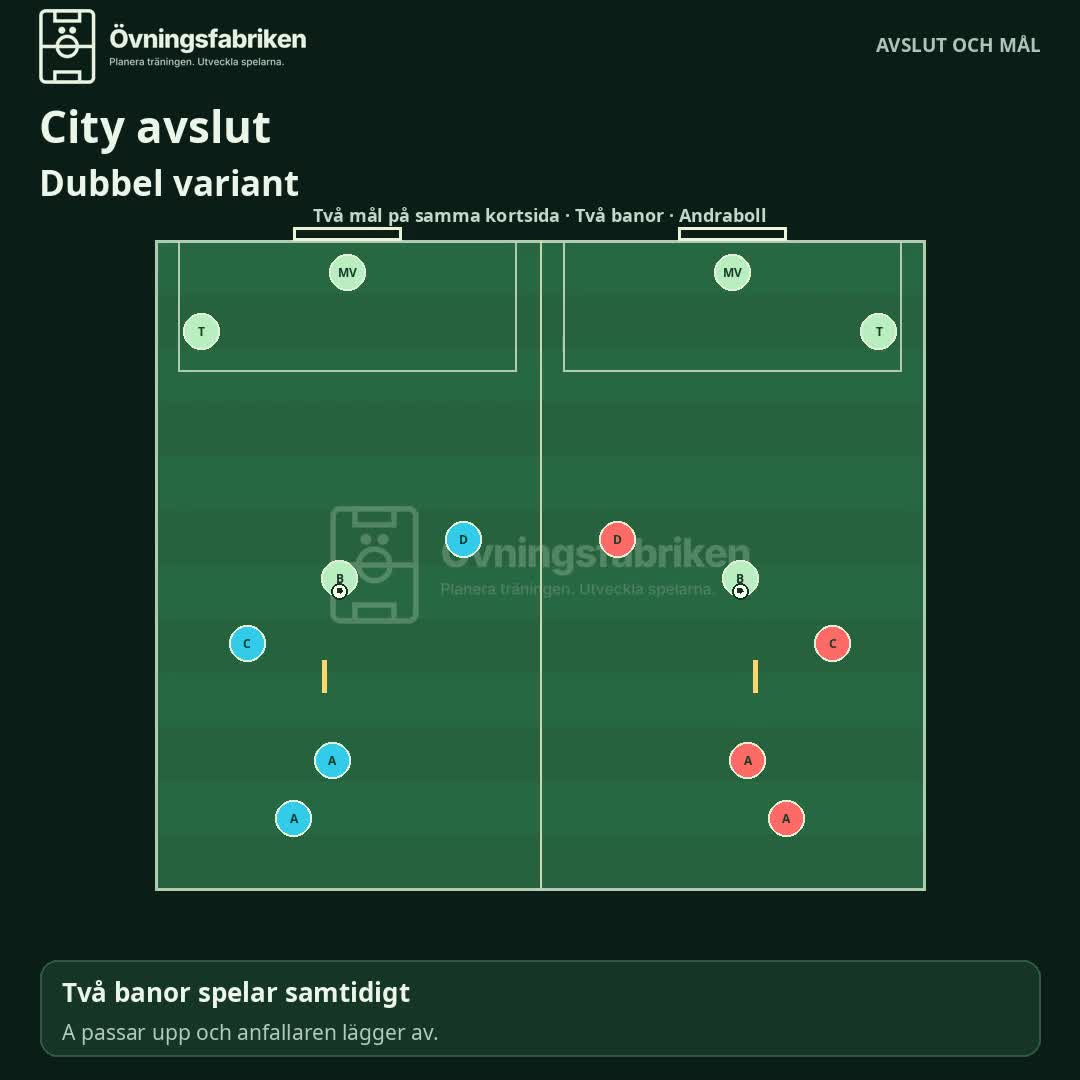 Övningsfabriken
Planera träningen. Utveckla spelarna.
AVSLUT OCH MÅL
City avslut
Dubbel variant
Två mål på samma kortsida · Två banor · Andraboll
MV MV
T T
D D
Övningsfabriken
Planera träningen. Utveckla spelarna.
B B
C C
A A
A A
Två banor spelar samtidigt
A passar upp och anfallaren lägger av.